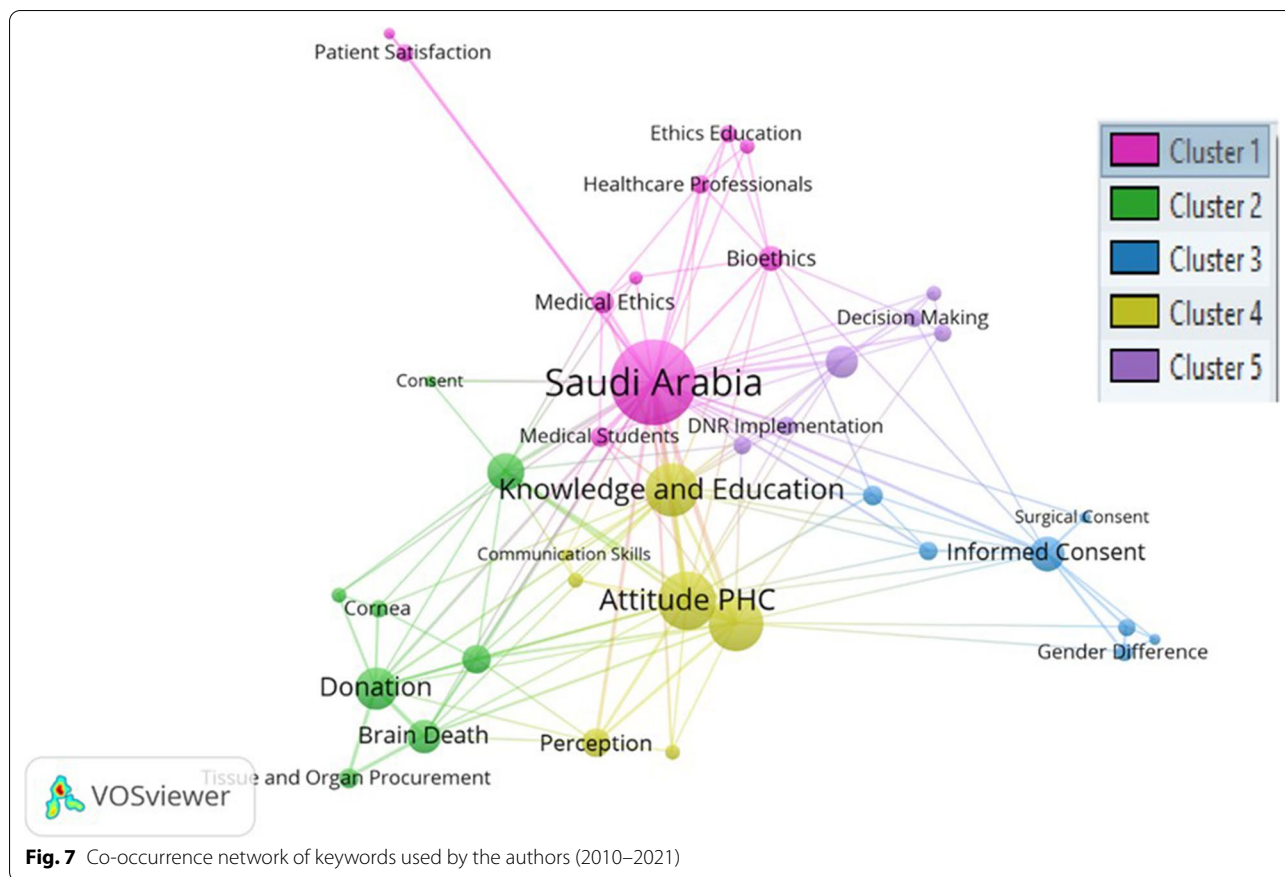 Patient Satisfaction
Ethics Education
Healthcare Professionals
Bioethics
Medical Ethics
Decision Making
Saudi Arabia
Consent
DNR Implementation
Medical Students
Knowledge and Education
Surgical Consent
Informed Consent
Communication Skills
Attitude PHC
Cornea
Gender Difference
Donation
Brain Death
Perception
Tissue and Organ Procurement
VOSviewer
Cluster 1
Cluster 2
Cluster 3
Cluster 4
Cluster 5
Fig. 7 Co-occurrence network of keywords used by the authors (2010–2021)